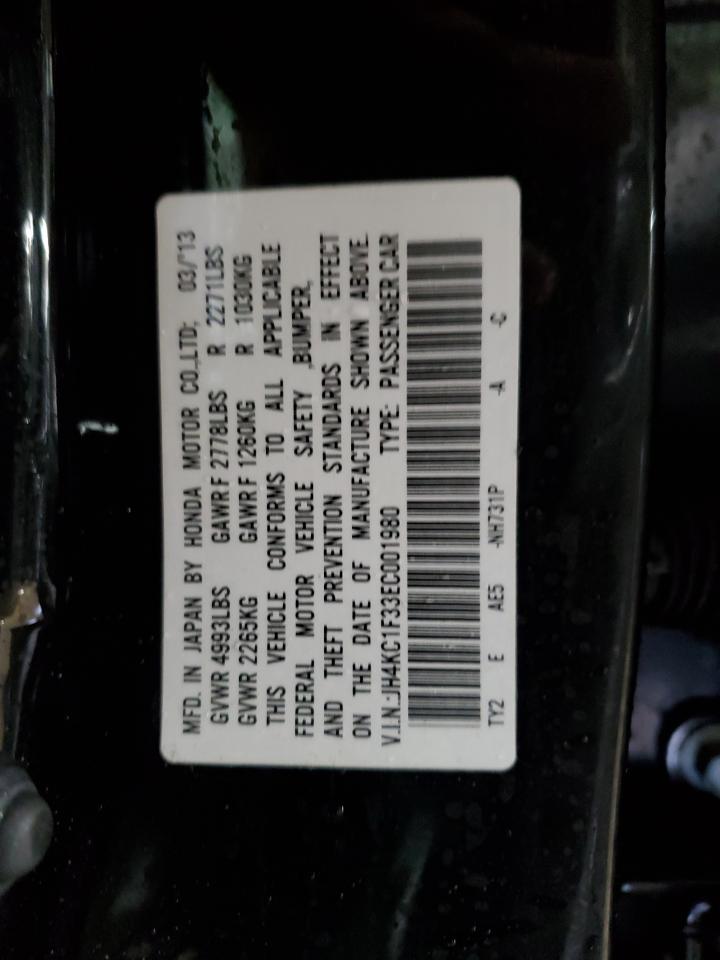 MFD. IN JAPAN BY HONDA MOTOR CO.,LTD; 03/'13
GVWR 4993LBS GAWR F 2778LBS R 2271LBS
GVWR 2265KG GAWR F 1260KG R 1030KG
THIS VEHICLE CONFORMS TO ALL APPLICABLE
FEDERAL MOTOR VEHICLE SAFETY ,BUMPER,
AND THEFT PREVENTION STANDARDS IN EFFECT
ON THE DATE OF MANUFACTURE SHOWN ABOVE.
V.I.N.:JH4KC1F33EC001980 TYPE: PASSENGER CAR
TY2 E AE5 -NH731P -A -C